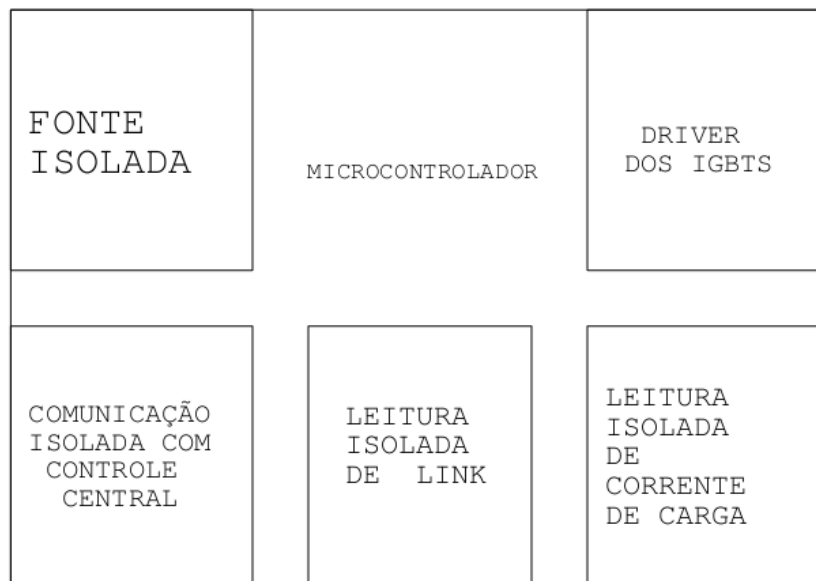 FONTE
ISOLADA
MICROCONTROLADOR
DRIVER
DOS IGBTS
COMUNICAÇÃO
ISOLADA COM
CONTROLE
CENTRAL
LEITURA
ISOLADA
DE LINK
LEITURA
ISOLADA
DE
CORRENTE
DE CARGA